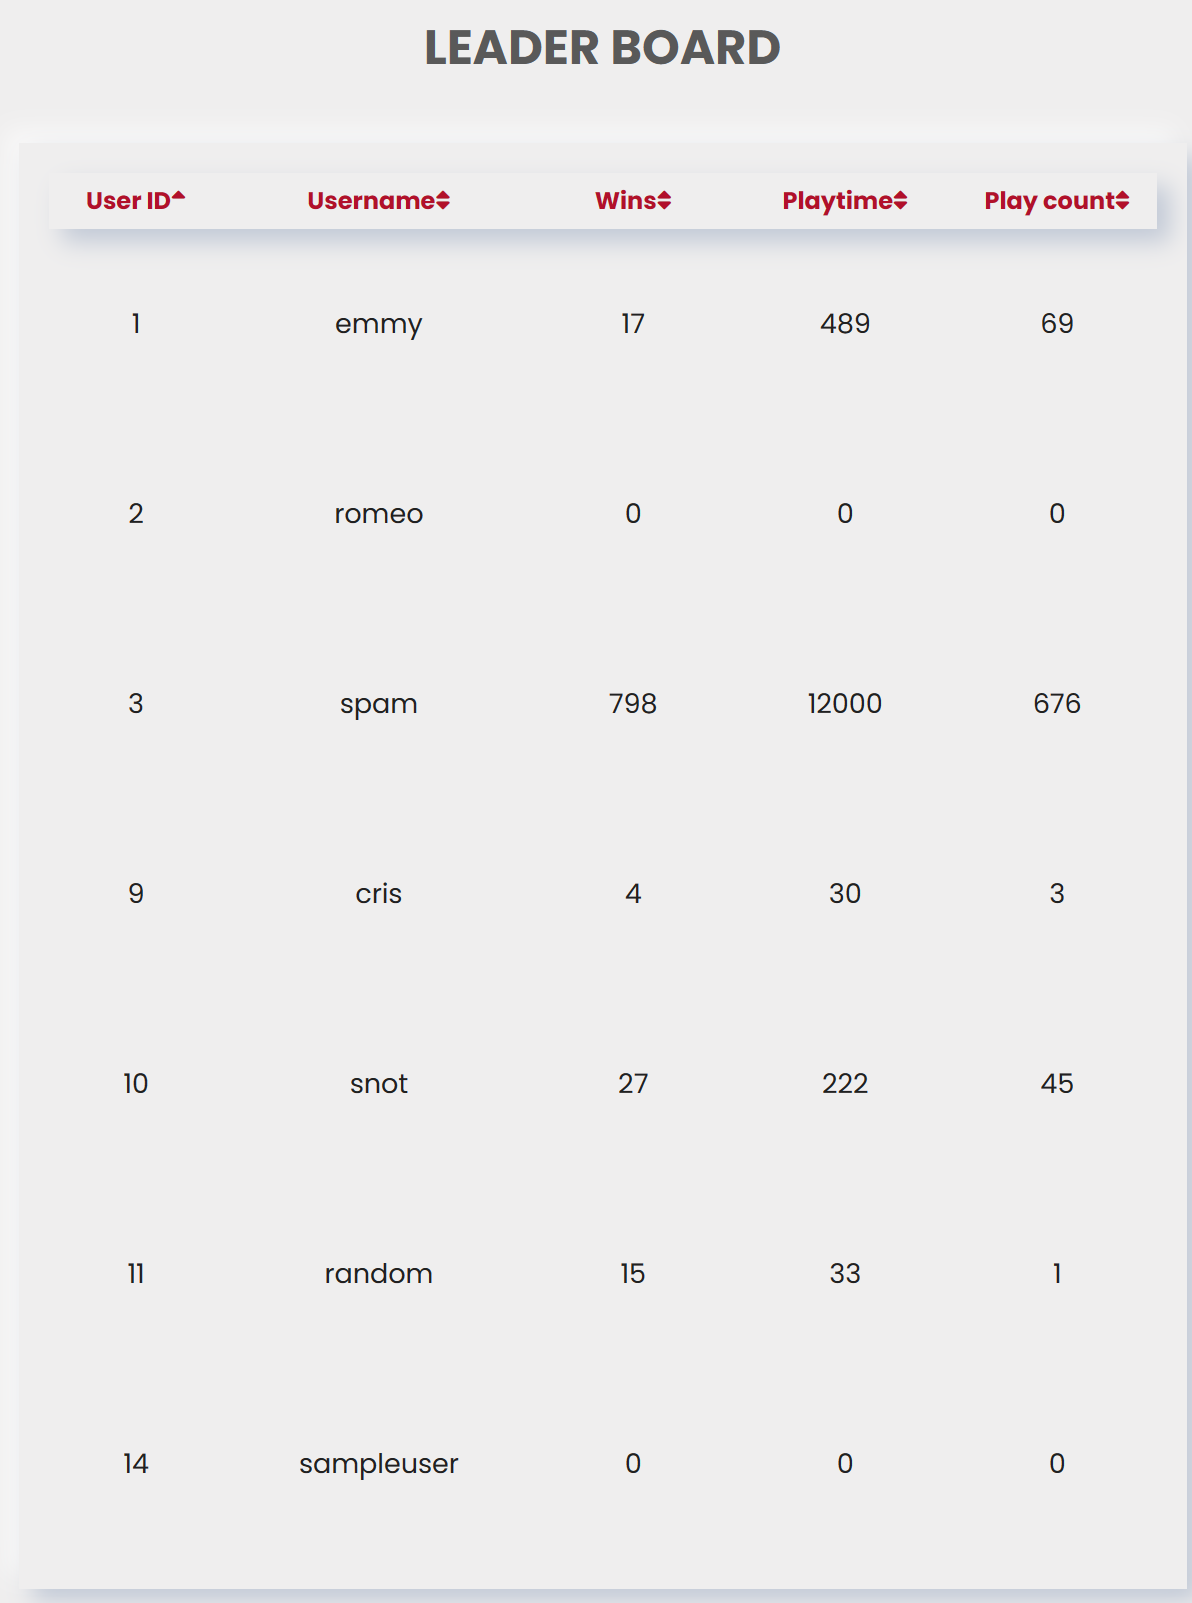 LEADER BOARD
User ID Username Wins Playtime Play count
1 emmy 17 489 69
2 romeo 0 0 0
3 spam 798 12000 676
9 cris 4 30 3
10 snot 27 222 45
11 random 15 33 1
14 sampleuser 0 0 0